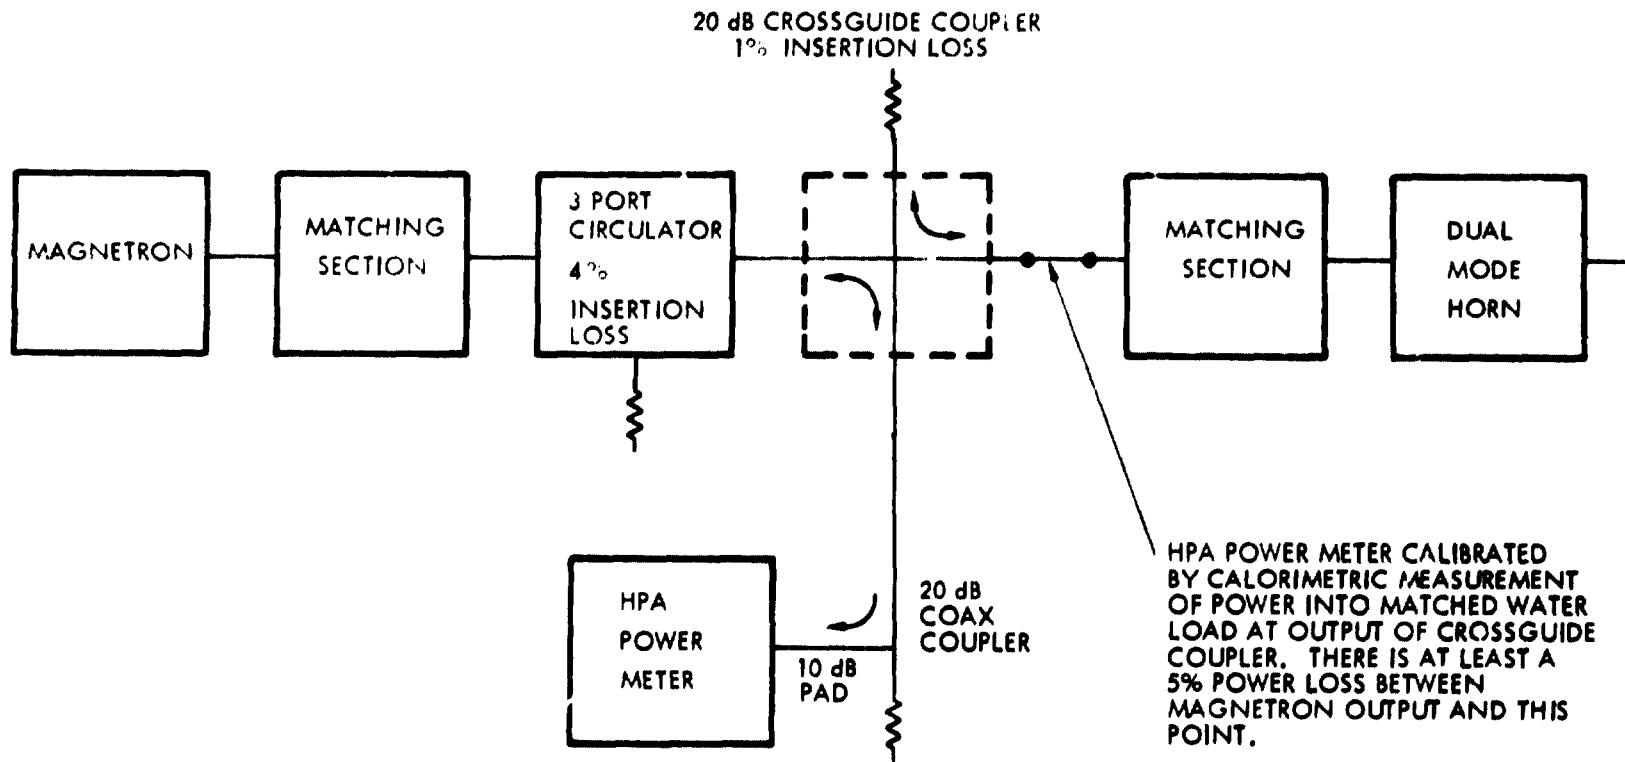 20 dB CROSSGUIDE COUPLER
1% INSERTION LOSS
MAGNETRON
MATCHING
SECTION
3 PORT
CIRCULATOR
4%
INSERTION
LOSS
MATCHING
SECTION
DUAL
MODE
HORN
HPA
POWER
METER
10 dB
PAD
20 dB
COAX
COUPLER
HPA POWER METER CALIBRATED
BY CALORIMETRIC MEASUREMENT
OF POWER INTO MATCHED WATER
LOAD AT OUTPUT OF CROSSGUIDE
COUPLER. THERE IS AT LEAST A
5% POWER LOSS BETWEEN
MAGNETRON OUTPUT AND THIS
POINT.